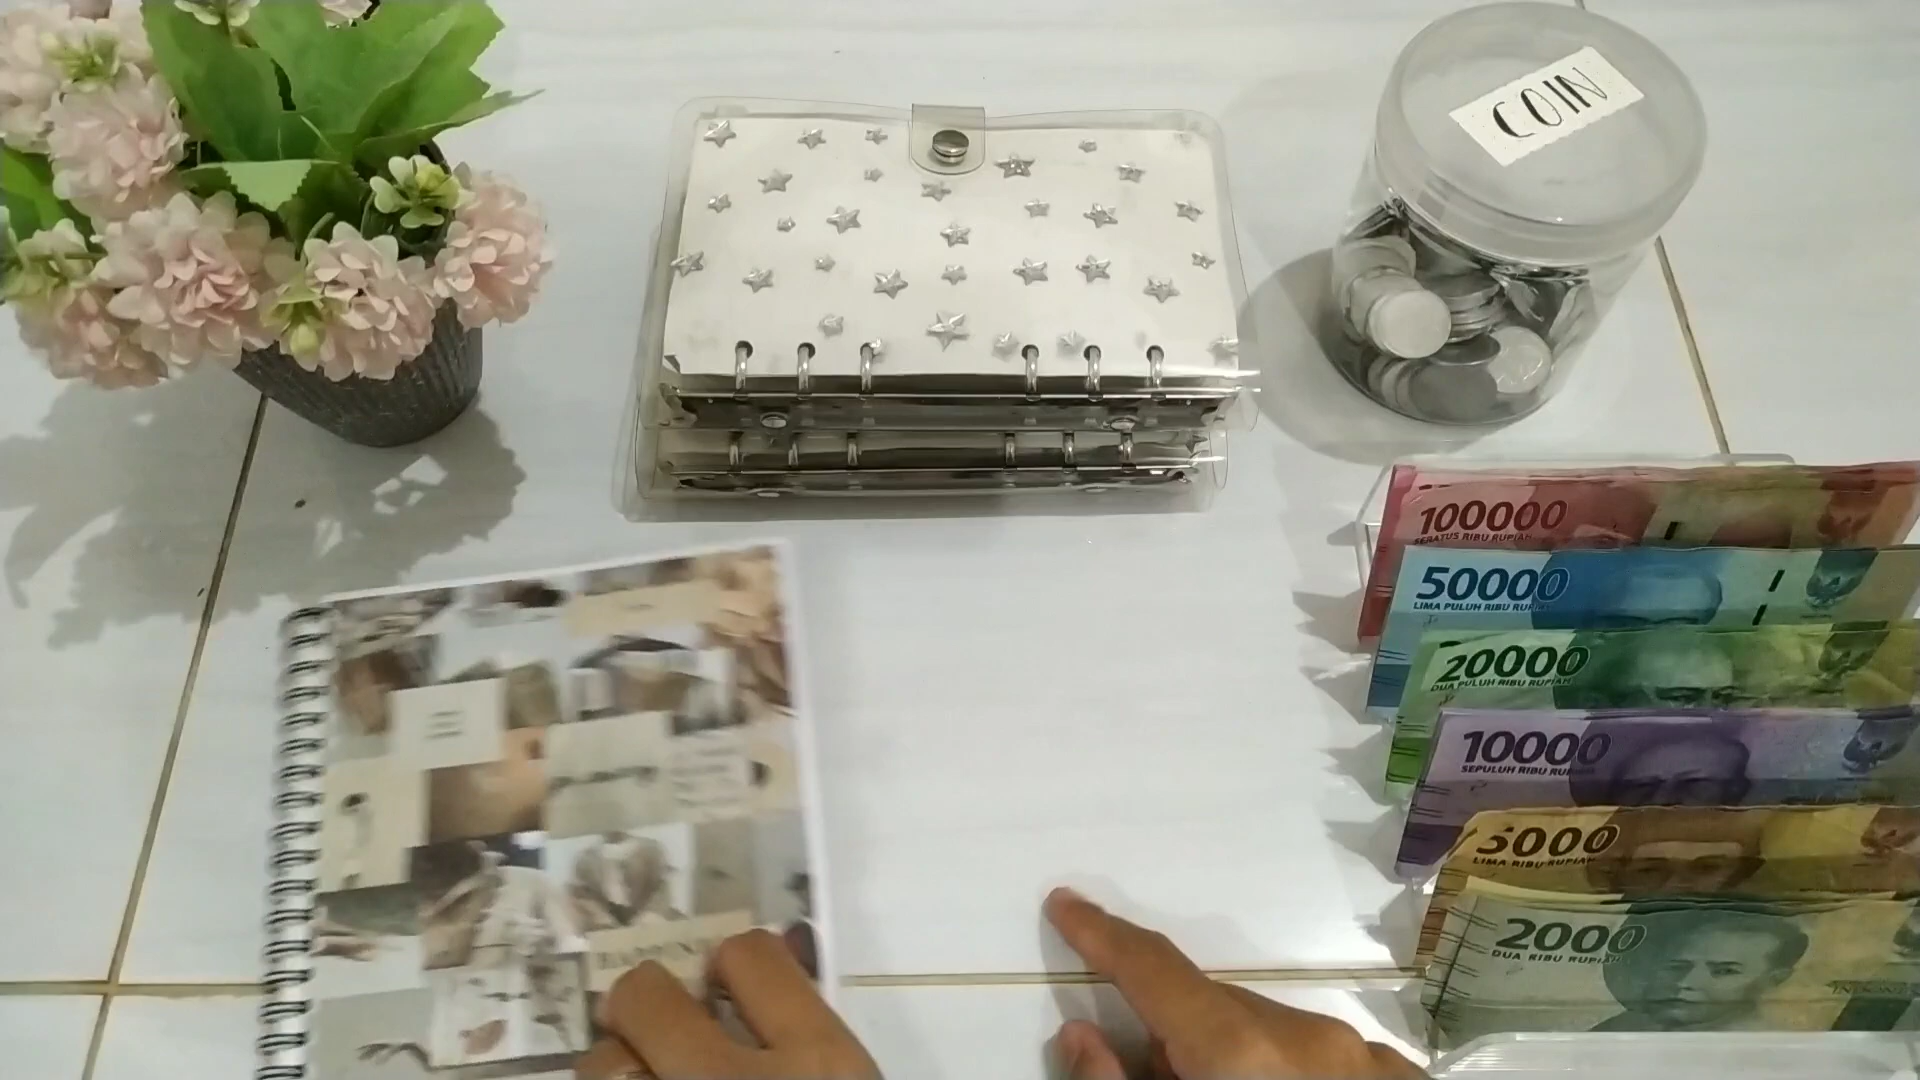 COIN
100000
SERATUS RIBU RUPIAH
50000
LIMA PULUH RIBU RUPIAH
20000
DUA PULUH RIBU RUPIAH
10000
SEPULUH RIBU RUPIAH
5000
LIMA RIBU RUPIAH
2000
DUA RIBU RUPIAH